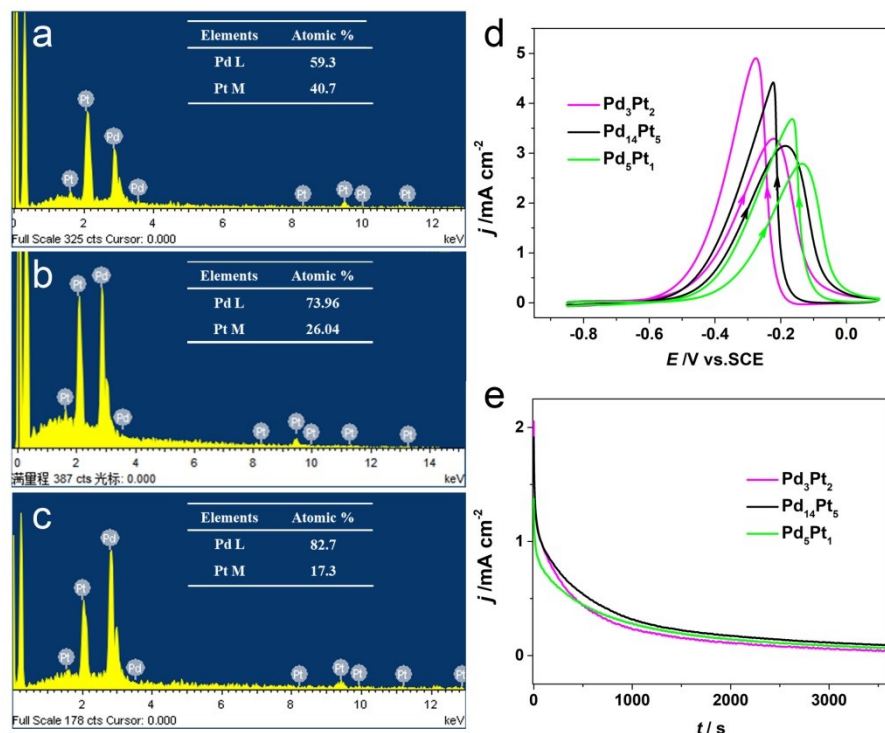 a
Elements Atomic %
Pd L 59.3
Pt M 40.7
Pt
Pt
Pd
Pd
Pt
Pt
Pt
Pt
0 2 4 6 8 10 12
Full Scale 325 cts Cursor: 0.000 keV
b
Elements Atomic %
Pd L 73.96
Pt M 26.04
Pt
Pt
Pd
Pd
Pt
Pt
Pt
Pt
Pt
0 2 4 6 8 10 12 14
满里程 387 cts 光标: 0.000 keV
c
Elements Atomic %
Pd L 82.7
Pt M 17.3
Pt
Pt
Pd
Pd
Pt
Pt
Pt
Pt
Pt
0 2 4 6 8 10 12
Full Scale 178 cts Cursor: 0.000 keV
d
j /mA cm⁻²
5
4
3
2
1
0
Pd₃Pt₂
Pd₁₄Pt₅
Pd₅Pt₁
-0.8 -0.6 -0.4 -0.2 0.0
E /V vs.SCE
e
j /mA cm⁻²
2
1
0
Pd₃Pt₂
Pd₁₄Pt₅
Pd₅Pt₁
0 1000 2000 3000
t / s